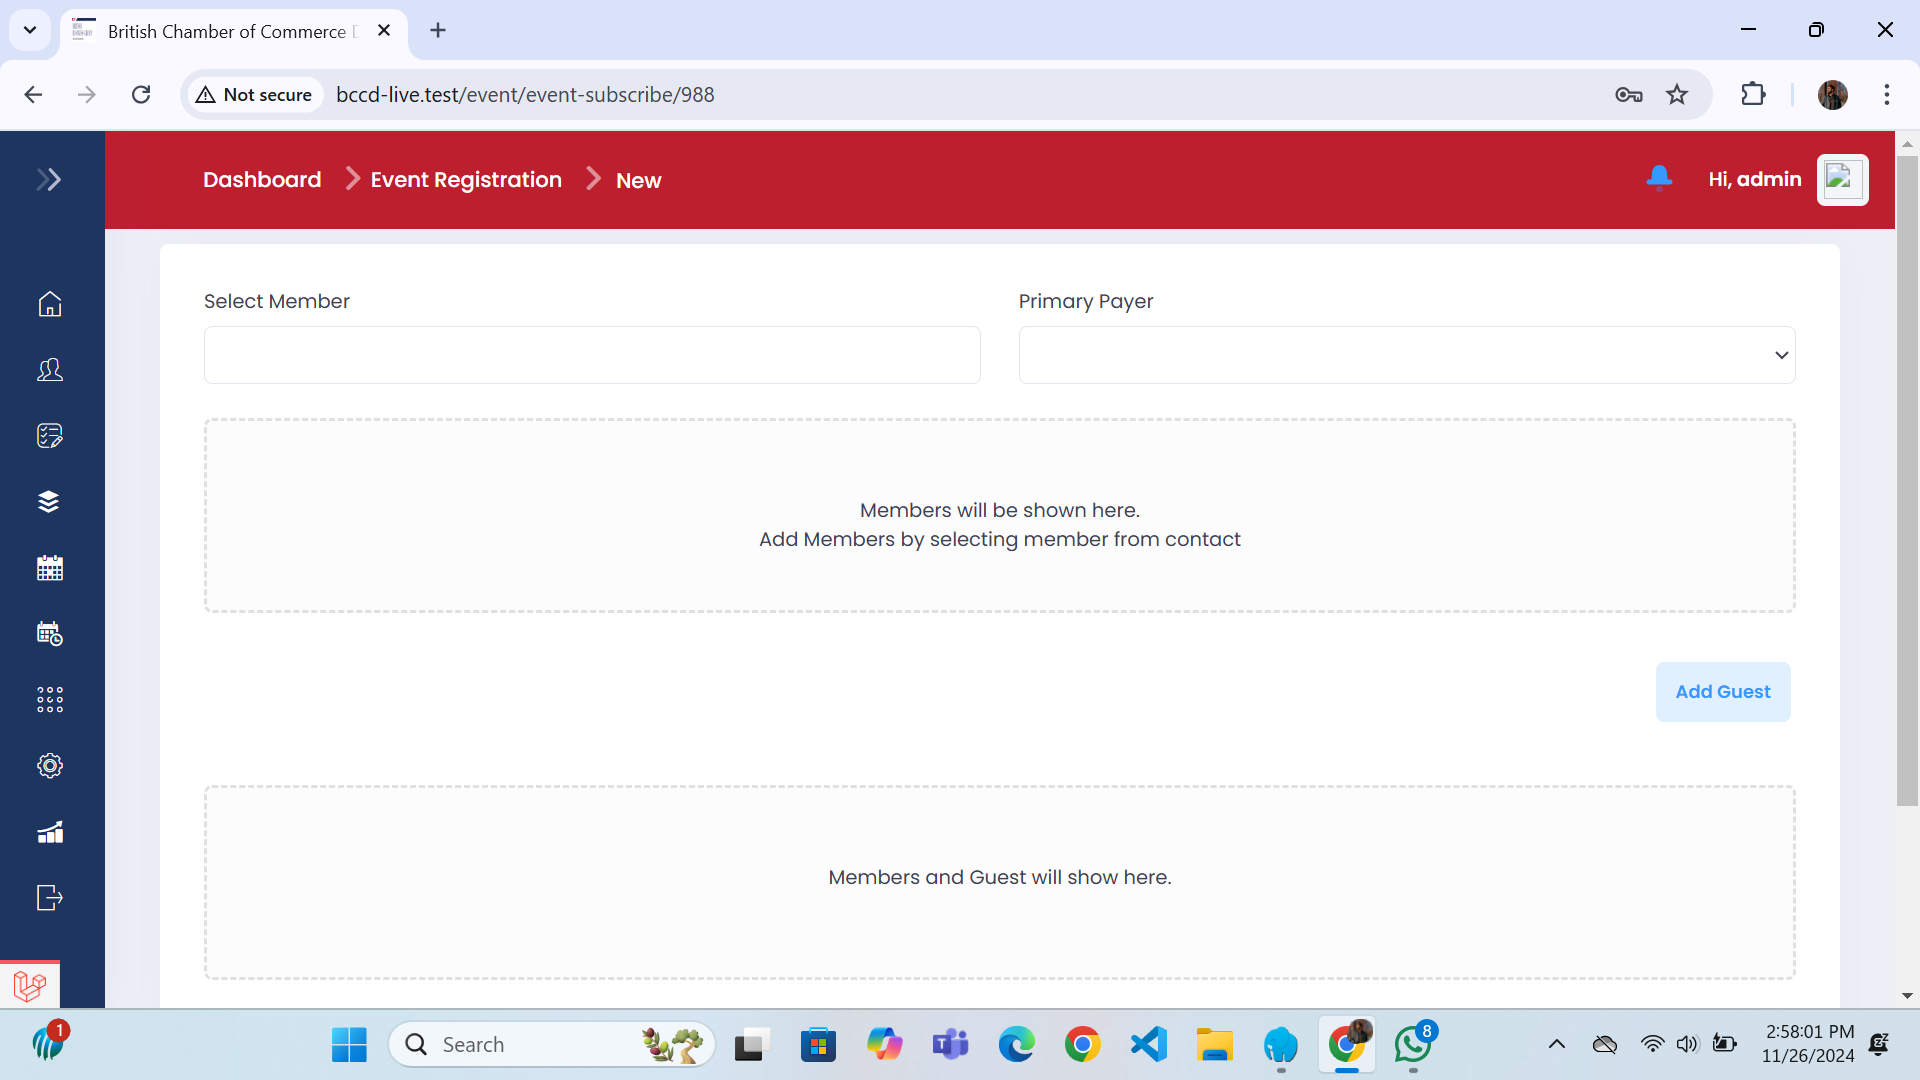 British Chamber of Commerce
Not secure
bccd-live.test/event/event-subscribe/988
Dashboard
Event Registration
New
Hi, admin
Select Member
Primary Payer
Members will be shown here.
Add Members by selecting member from contact
Add Guest
Members and Guest will show here.
1
Search
T
8
2:58:01 PM
11/26/2024